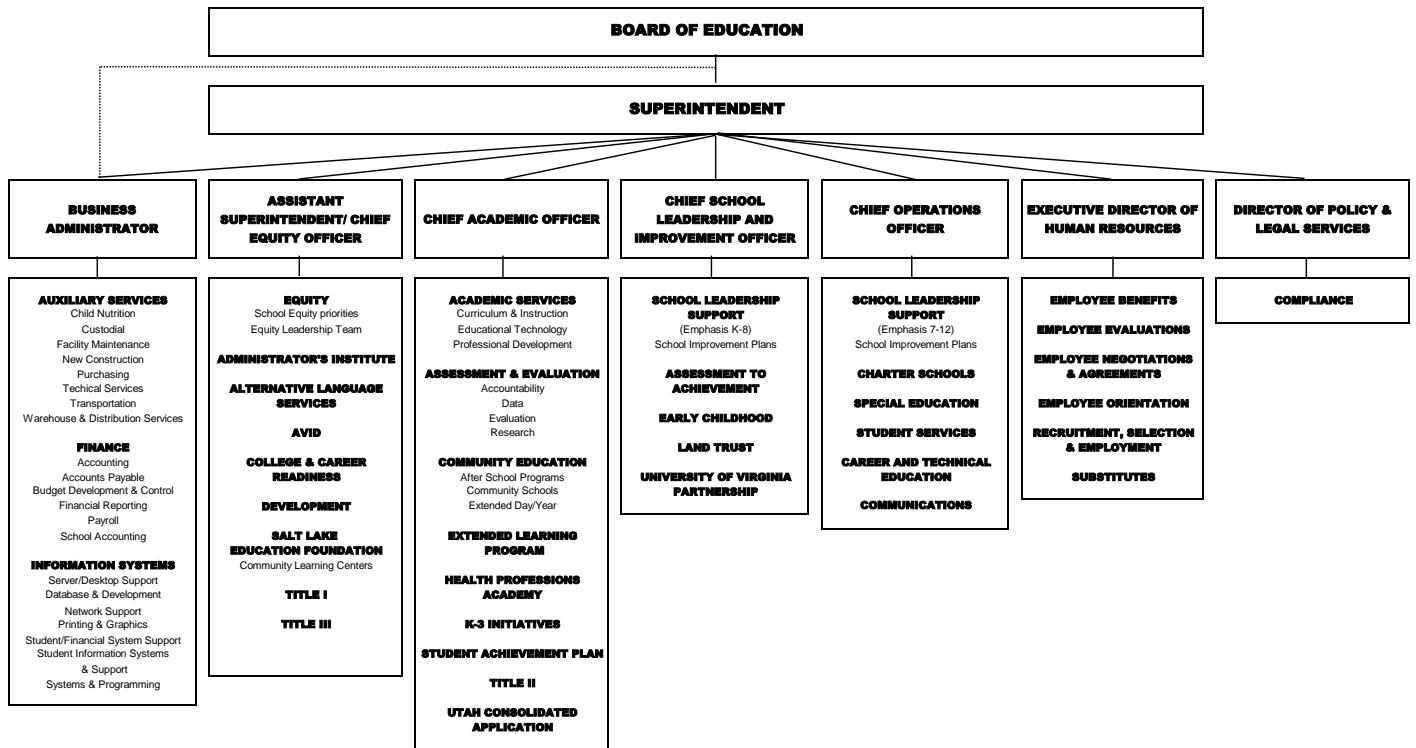 BOARD OF EDUCATION
SUPERINTENDENT
BUSINESS
ADMINISTRATOR
ASSISTANT
SUPERINTENDENT/ CHIEF
EQUITY OFFICER
CHIEF ACADEMIC OFFICER
CHIEF SCHOOL
LEADERSHIP AND
IMPROVEMENT OFFICER
CHIEF OPERATIONS
OFFICER
EXECUTIVE DIRECTOR OF
HUMAN RESOURCES
DIRECTOR OF POLICY &
LEGAL SERVICES
AUXILIARY SERVICES
Child Nutrition
Custodial
Facility Maintenance
New Construction
Purchasing
Techical Services
Transportation
Warehouse & Distribution Services
FINANCE
Accounting
Accounts Payable
Budget Development & Control
Financial Reporting
Payroll
School Accounting
INFORMATION SYSTEMS
Server/Desktop Support
Database & Development
Network Support
Printing & Graphics
Student/Financial System Support
Student Information Systems
& Support
Systems & Programming
EQUITY
School Equity priorities
Equity Leadership Team
ADMINISTRATOR'S INSTITUTE
ALTERNATIVE LANGUAGE
SERVICES
AVID
COLLEGE & CAREER
READINESS
DEVELOPMENT
SALT LAKE
EDUCATION FOUNDATION
Community Learning Centers
TITLE I
TITLE III
ACADEMIC SERVICES
Curriculum & Instruction
Educational Technology
Professional Development
ASSESSMENT & EVALUATION
Accountability
Data
Evaluation
Research
COMMUNITY EDUCATION
After School Programs
Community Schools
Extended Day/Year
EXTENDED LEARNING
PROGRAM
HEALTH PROFESSIONS
ACADEMY
K-3 INITIATIVES
STUDENT ACHIEVEMENT PLAN
TITLE II
UTAH CONSOLIDATED
APPLICATION
SCHOOL LEADERSHIP
SUPPORT
(Emphasis K-8)
School Improvement Plans
ASSESSMENT TO
ACHIEVEMENT
EARLY CHILDHOOD
LAND TRUST
UNIVERSITY OF VIRGINIA
PARTNERSHIP
SCHOOL LEADERSHIP
SUPPORT
(Emphasis 7-12)
School Improvement Plans
CHARTER SCHOOLS
SPECIAL EDUCATION
STUDENT SERVICES
CAREER AND TECHNICAL
EDUCATION
COMMUNICATIONS
EMPLOYEE BENEFITS
EMPLOYEE EVALUATIONS
EMPLOYEE NEGOTIATIONS
& AGREEMENTS
EMPLOYEE ORIENTATION
RECRUITMENT, SELECTION
& EMPLOYMENT
SUBSTITUTES
COMPLIANCE